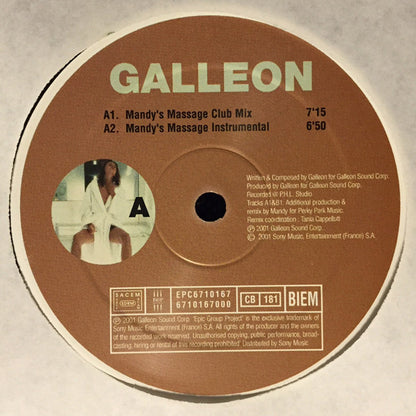 GALLEON
A1. Mandy's Massage Club Mix 7'15
A2. Mandy's Massage Instrumental 6'50
Written & Composed by Galleon for Galleon Sound Corp.
Produced by Galleon for Galleon Sound Corp.
Recorded @ P.H.L. Studio
Tracks A1&B1: Additional production &
remix by Mandy for Perky Park Music.
Remix coordination : Tania Cappellotti
℗ 2001 Galleon Sound Corp.
© 2001 Sony Music, Entertainment (France) S.A.
A
SACEM
EPC6710167
6710167000
CB 181
BIEM
℗ 2001 Galleon Sound Corp. "Epic Group Project" is the exclusive trademark of
Sony Music Entertainment (France) S.A. All rights of the producer and the owners
of the recorded work reserved. Unauthorized copying, public performance, broad-
casting, hiring or rental of this record prohibited. Distributed by Sony Music